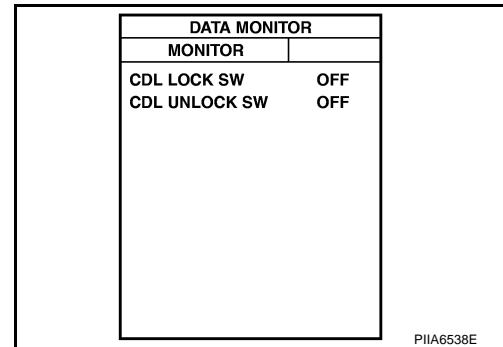 DATA MONITOR
MONITOR
CDL LOCK SW OFF
CDL UNLOCK SW OFF
PIIA6538E